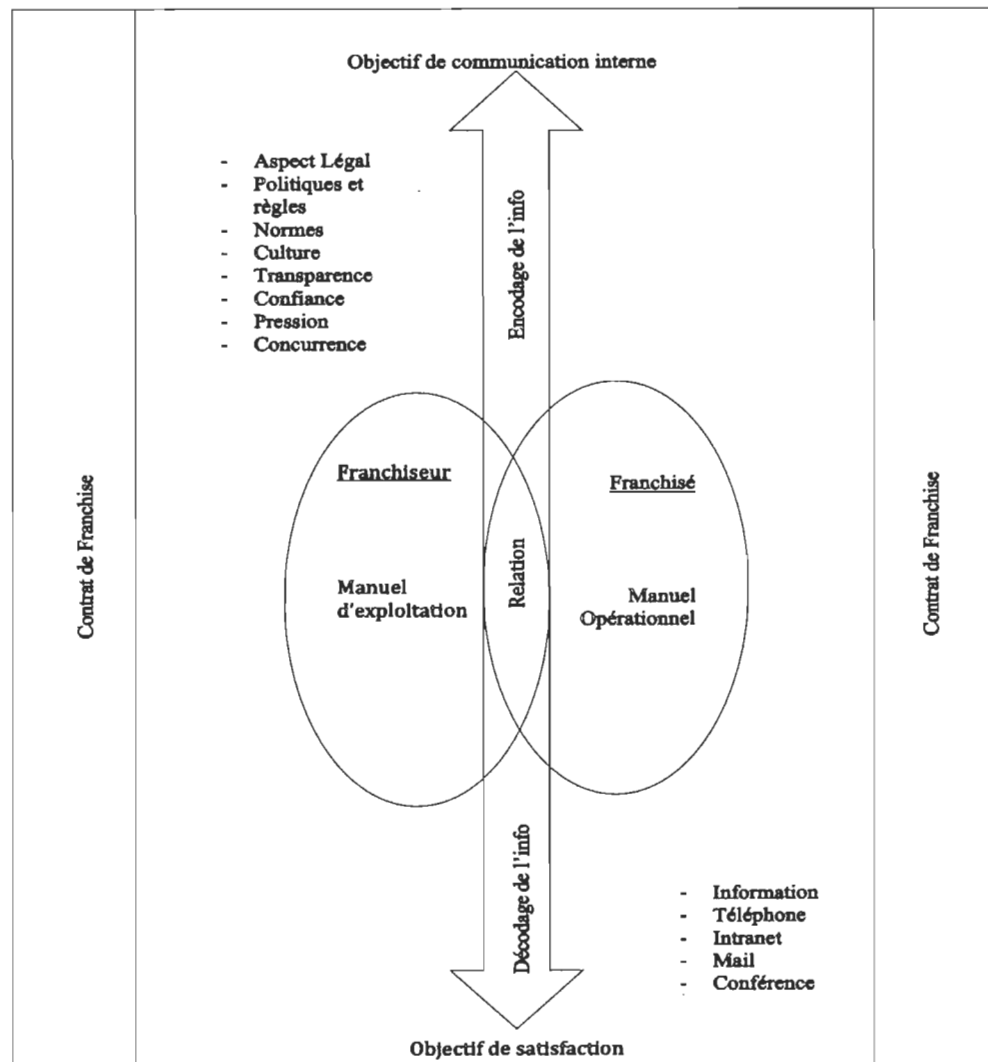 Objectif de communication interne
- Aspect Légal
- Politiques et
règles
- Normes
- Culture
- Transparence
- Confiance
- Pression
- Concurrence
Encodage de l'info
Contrat de Franchise
Franchiseur
Manuel
d'exploitation
Relation
Franchisé
Manuel
Opérationnel
Contrat de Franchise
Décodage de l'info
- Information
- Téléphone
- Intranet
- Mail
- Conférence
Objectif de satisfaction